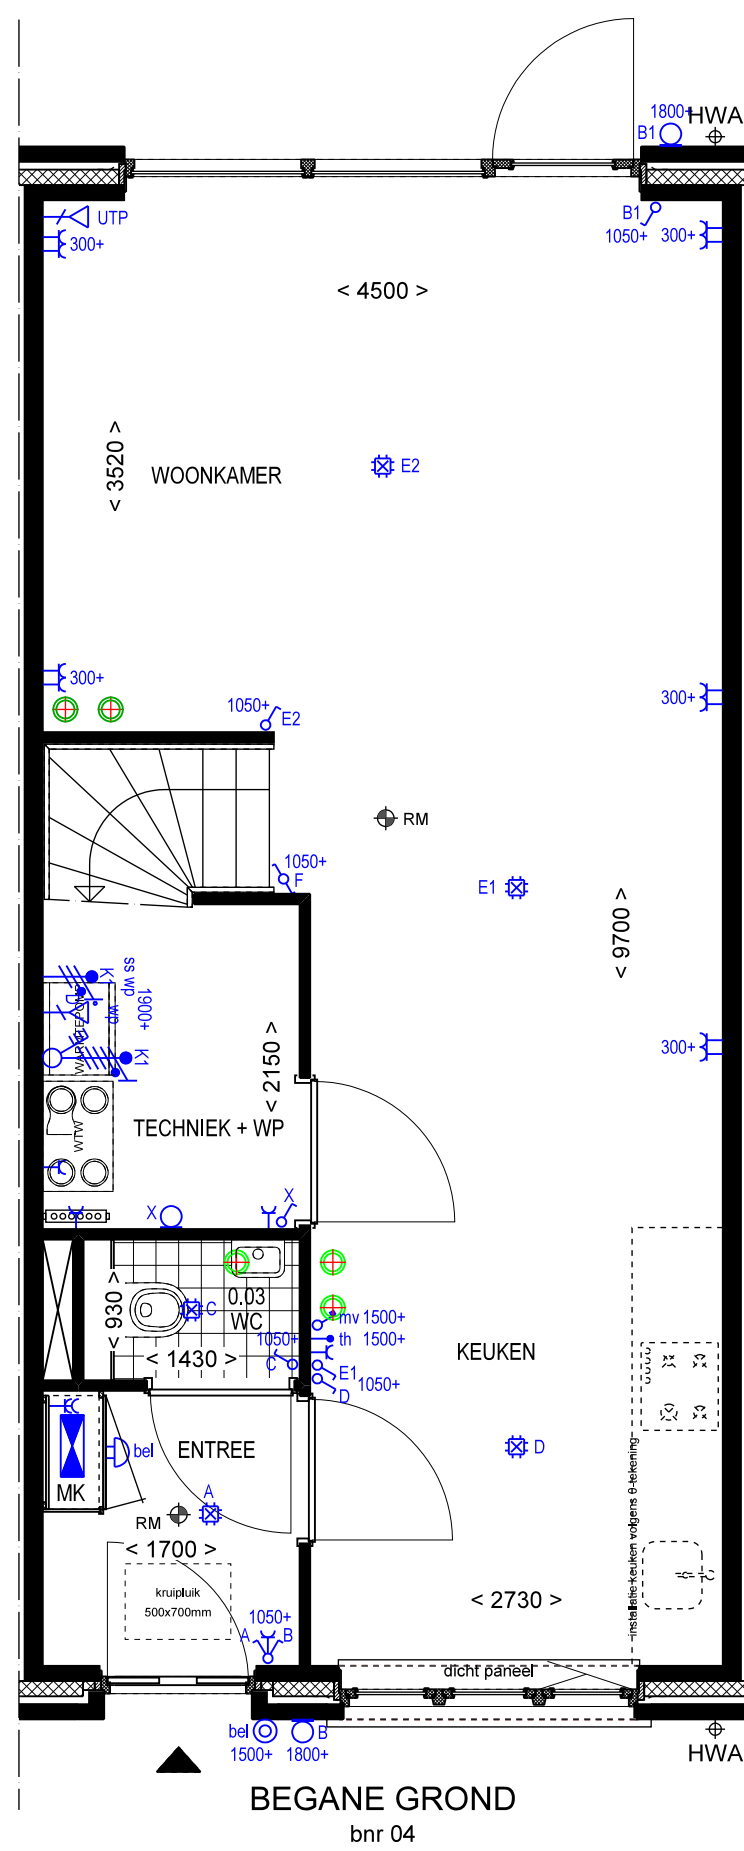 1800+
HWA
B1
B1
1050+
300+
UTP
300+
< 4500 >
< 3520 >
WOONKAMER
E2
300+
300+
1050+
E2
RM
1050+
F
E1
< 9700 >
K1
ss wp
1900+
wp
WARMTEPOMP
K1
< 2150 >
300+
WTW
TECHNIEK + WP
X
X
< 930 >
0.03
WC
C
mv 1500+
th 1500+
1050+
C
< 1430 >
E1
1050+
D
KEUKEN
bel
ENTREE
MK
A
RM
D
installatie keuken volgens 0-tekening
< 1700 >
kruipluik
500x700mm
1050+
A
B
< 2730 >
dicht paneel
bel
1500+
B
1800+
HWA
BEGANE GROND
bnr 04